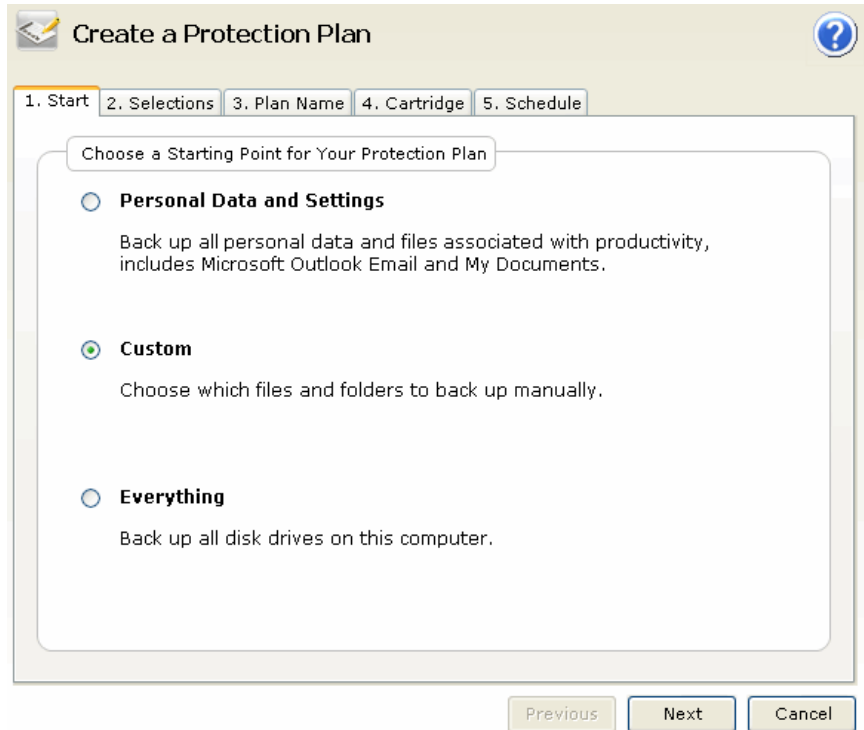 Create a Protection Plan
?
1. Start
2. Selections
3. Plan Name
4. Cartridge
5. Schedule
Choose a Starting Point for Your Protection Plan
Personal Data and Settings
Back up all personal data and files associated with productivity,
includes Microsoft Outlook Email and My Documents.
Custom
Choose which files and folders to back up manually.
Everything
Back up all disk drives on this computer.
Previous
Next
Cancel